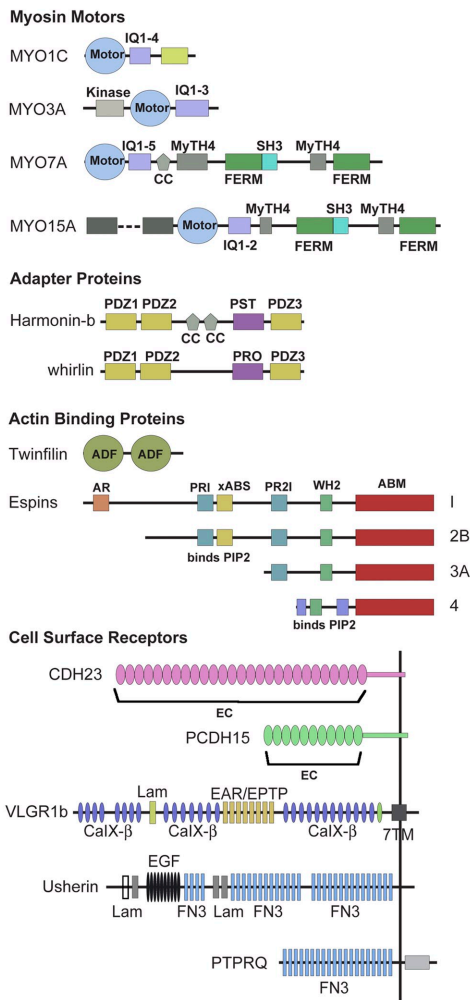 Myosin Motors
IQ1-4
MYO1C Motor
Kinase IQ1-3
MYO3A Motor
IQ1-5 MyTH4 SH3 MyTH4
MYO7A Motor
CC FERM FERM
MyTH4 SH3 MyTH4
MYO15A Motor
IQ1-2 FERM FERM
Adapter Proteins
PDZ1 PDZ2 PST PDZ3
Harmonin-b
CC CC
PDZ1 PDZ2 PRO PDZ3
whirlin
Actin Binding Proteins
Twinfilin ADF ADF
AR PRI xABS PR2I WH2 ABM
Espins I
2B
binds PIP2
3A
4
binds PIP2
Cell Surface Receptors
CDH23
EC
PCDH15
EC
Lam EAR/EPTP
VLGR1b
CalX-β CalX-β CalX-β 7TM
EGF
Usherin
Lam FN3 Lam FN3 FN3
PTPRQ
FN3